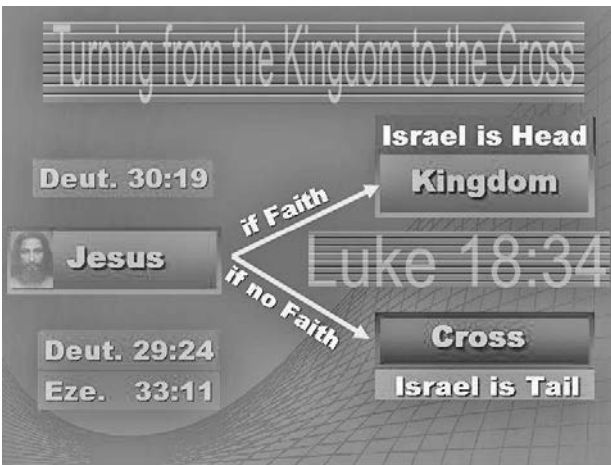 Turning from the Kingdom to the Cross
Israel is Head
Deut. 30:19
Kingdom
if Faith
Jesus
Luke 18:34
if no Faith
Deut. 29:24
Cross
Eze. 33:11
Israel is Tail